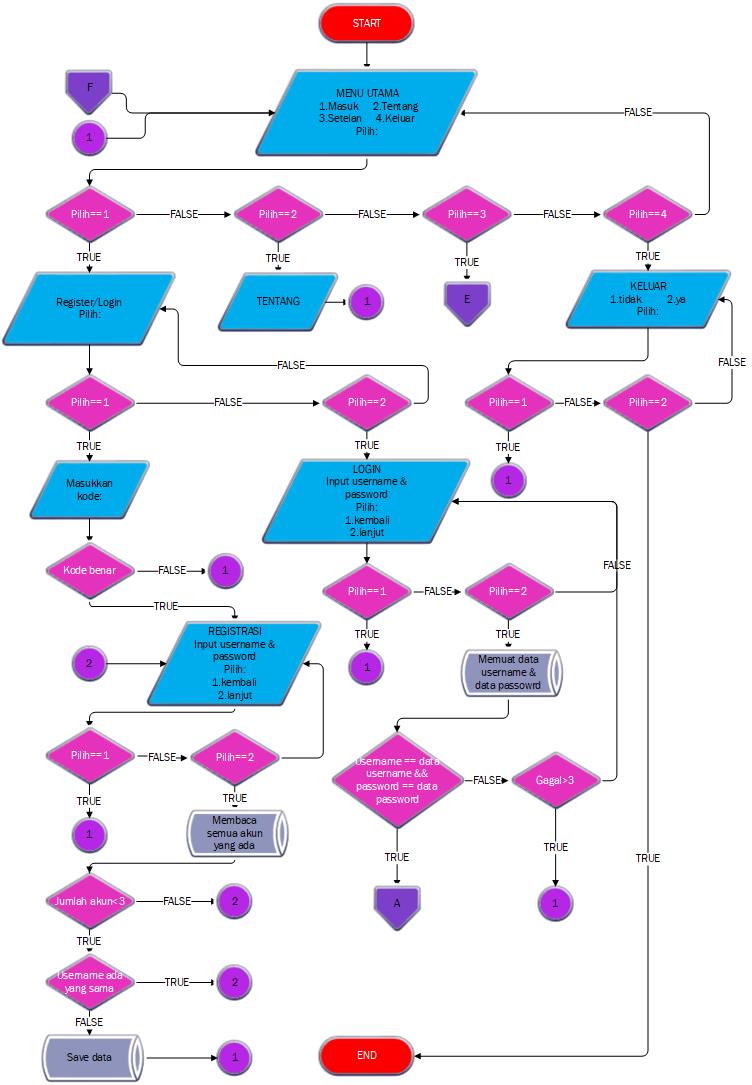 START
F
MENU UTAMA
1.Masuk 2.Tentang
3.Setelan 4.Keluar
Pilih:
1
FALSE
Pilih==1
FALSE
Pilih==2
FALSE
Pilih==3
FALSE
Pilih==4
TRUE
TRUE
TRUE
TRUE
Register/Login
Pilih:
TENTANG
1
E
KELUAR
1.tidak 2.ya
Pilih:
FALSE
FALSE
Pilih==1
FALSE
Pilih==2
Pilih==1
FALSE
Pilih==2
TRUE
TRUE
TRUE
Masukkan
kode:
LOGIN
Input username &
password
Pilih:
1.kembali
2.lanjut
1
Kode benar
FALSE
1
FALSE
Pilih==1
FALSE
Pilih==2
TRUE
TRUE
TRUE
REGISTRASI
Input username &
password
Pilih:
1.kembali
2.lanjut
2
1
Memuat data
username &
data passowrd
Pilih==1
FALSE
Pilih==2
Username == data
username &&
password == data
password
FALSE
Gagal>3
TRUE
TRUE
1
Membaca
semua akun
yang ada
TRUE
TRUE
TRUE
Jumlah akun<3
FALSE
2
A
1
TRUE
Username ada
yang sama
TRUE
2
FALSE
Save data
1
END